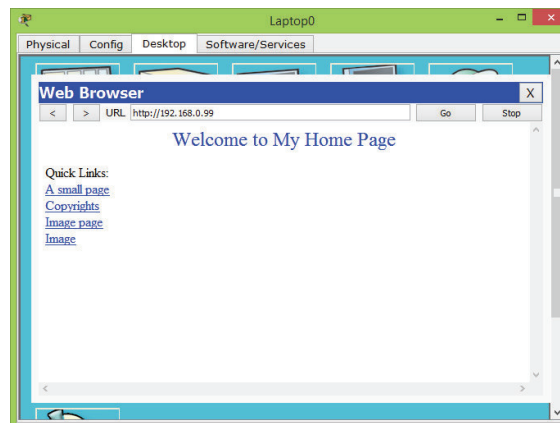 Laptop0
Physical Config Desktop Software/Services
Web Browser X
< > URL http://192.168.0.99 Go Stop
Welcome to My Home Page
Quick Links:
A small page
Copyrights
Image page
Image